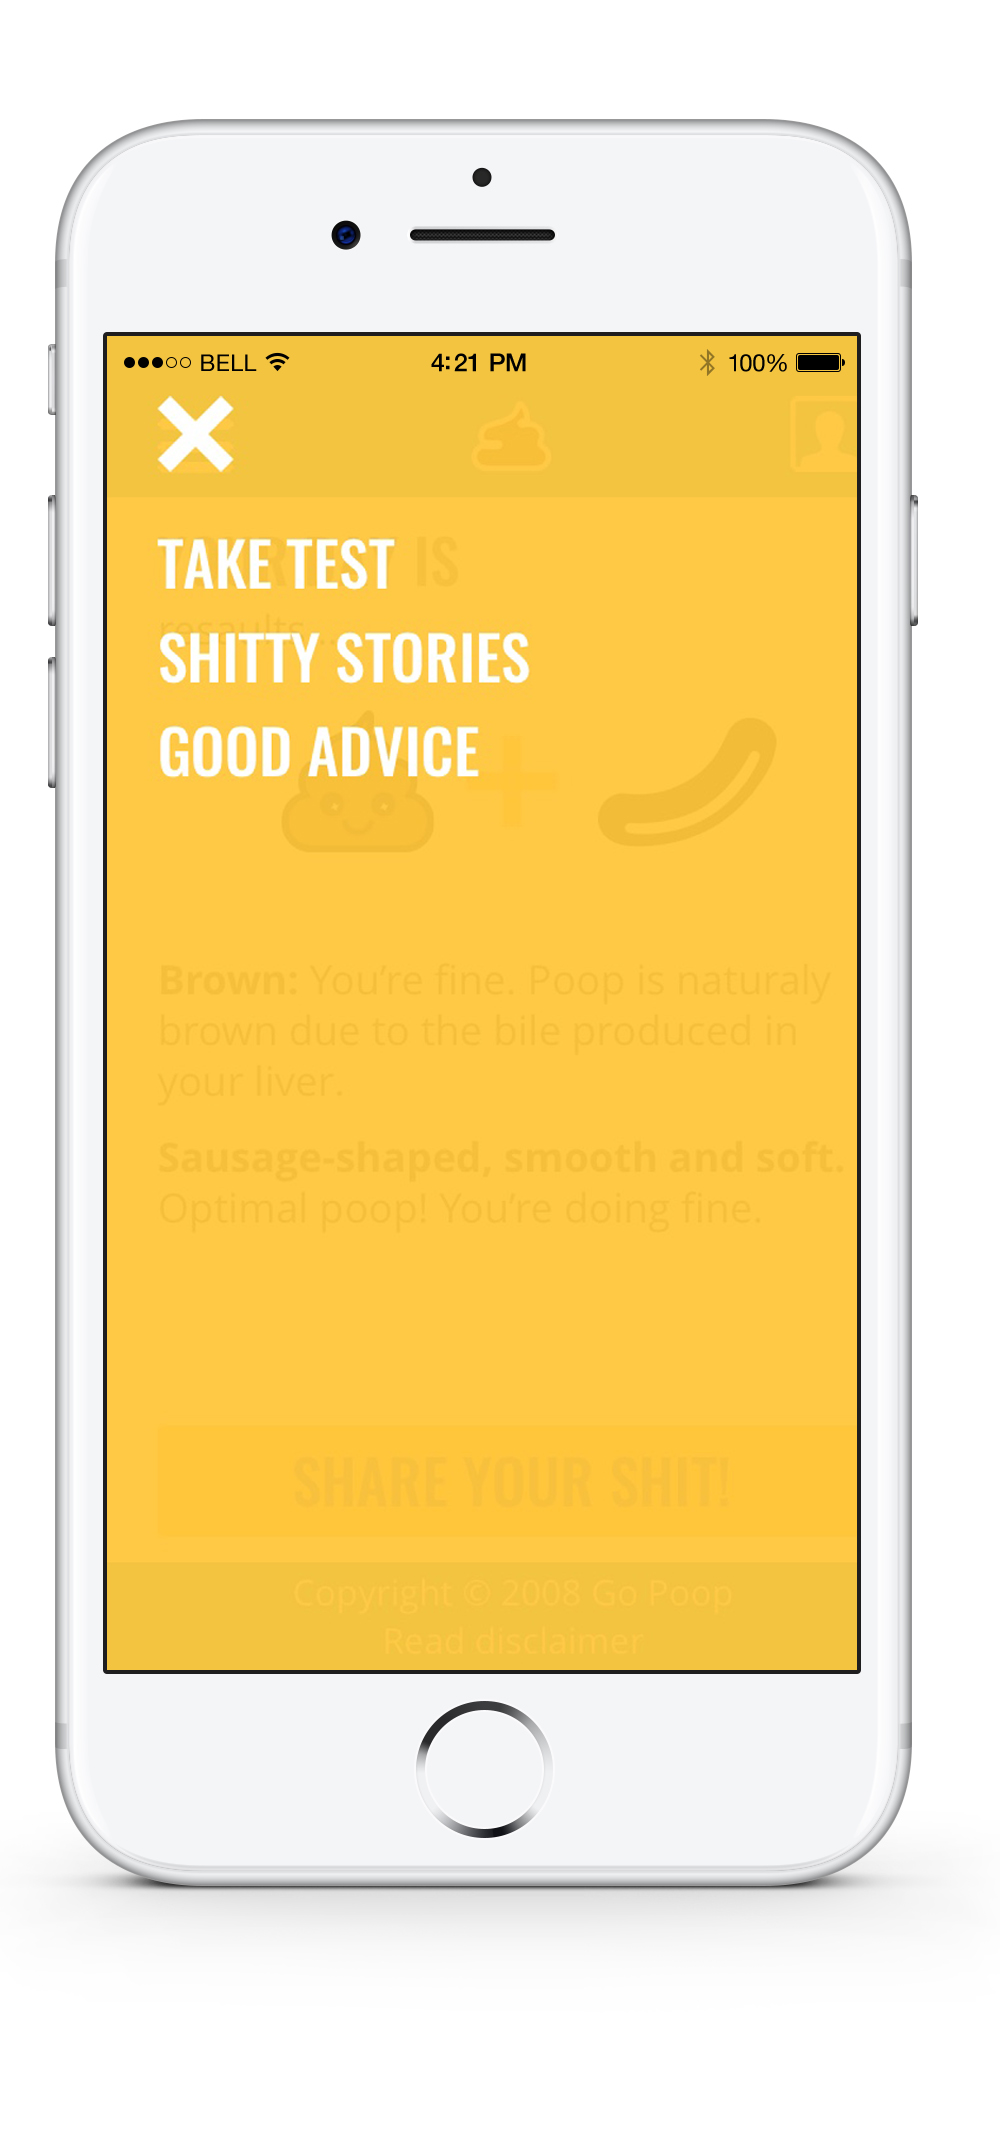 BELL 4:21 PM 100%
TAKE TEST IS
resaults...
SHITTY STORIES
GOOD ADVICE
Brown: You're fine. Poop is naturaly
brown due to the bile produced in
your liver.
Sausage-shaped, smooth and soft.
Optimal poop! You're doing fine.
SHARE YOUR SHIT!
Copyright © 2008 Go Poop
Read disclaimer